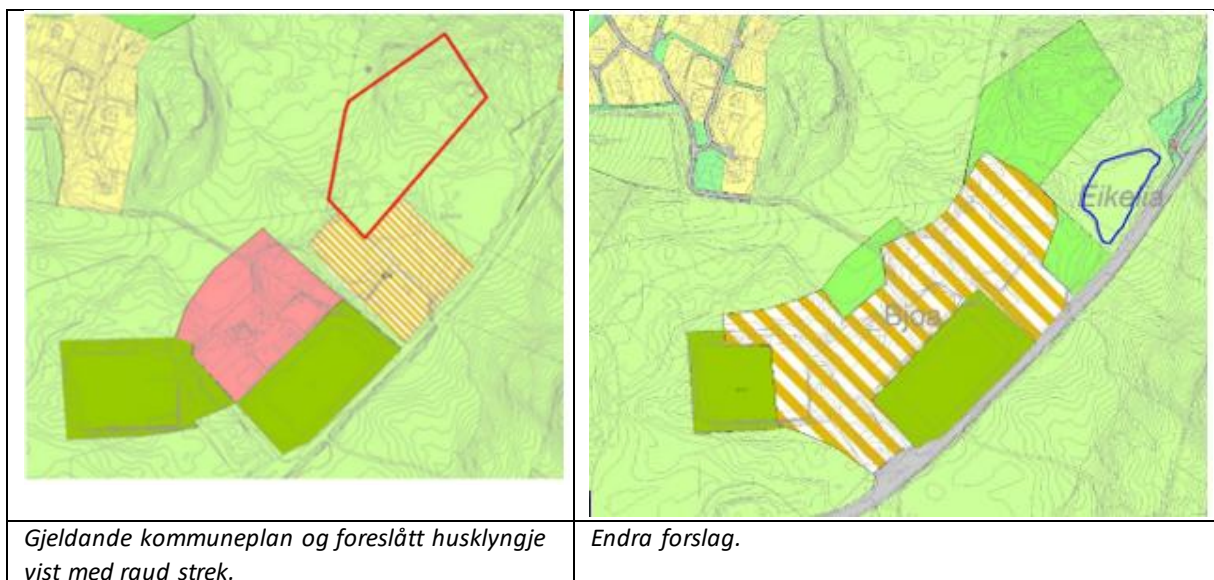 Eikelia
Bjoa
Gjeldande kommuneplan og foreslått husklyngje
vist med raud strek.
Endra forslag.